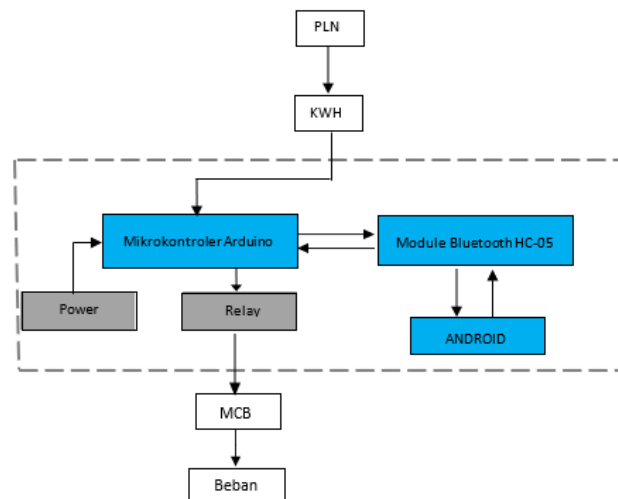 PLN
KWH
Mikrokontroler Arduino
Module Bluetooth HC-05
Power
Relay
ANDROID
MCB
Beban